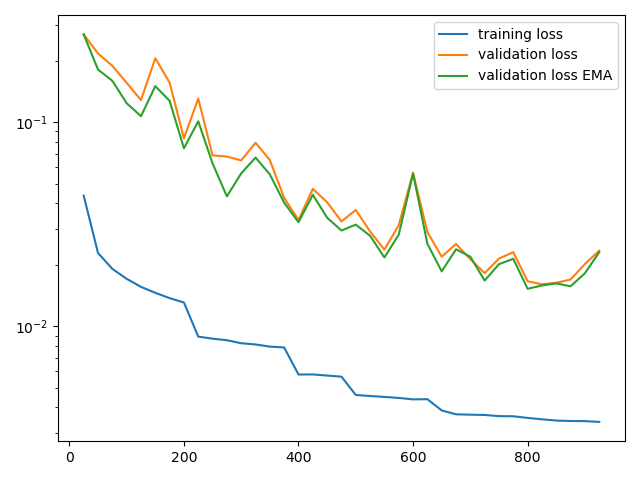 training loss
validation loss
validation loss EMA
10⁻¹
10⁻²
0 200 400 600 800